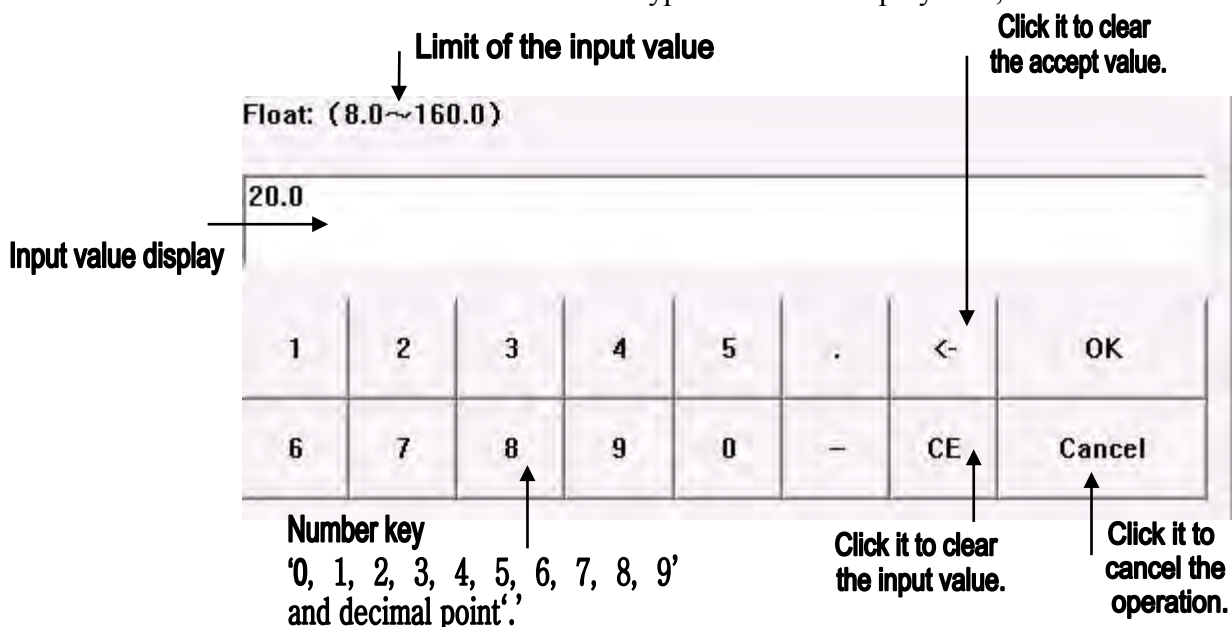 Click it to clear
the accept value.
Limit of the input value
Float: (8.0~160.0)
20.0
Input value display
1 2 3 4 5 . <- OK
6 7 8 9 0 - CE Cancel
Number key
‘0, 1, 2, 3, 4, 5, 6, 7, 8, 9’
and decimal point‘.’
Click it to clear
the input value.
Click it to
cancel the
operation.